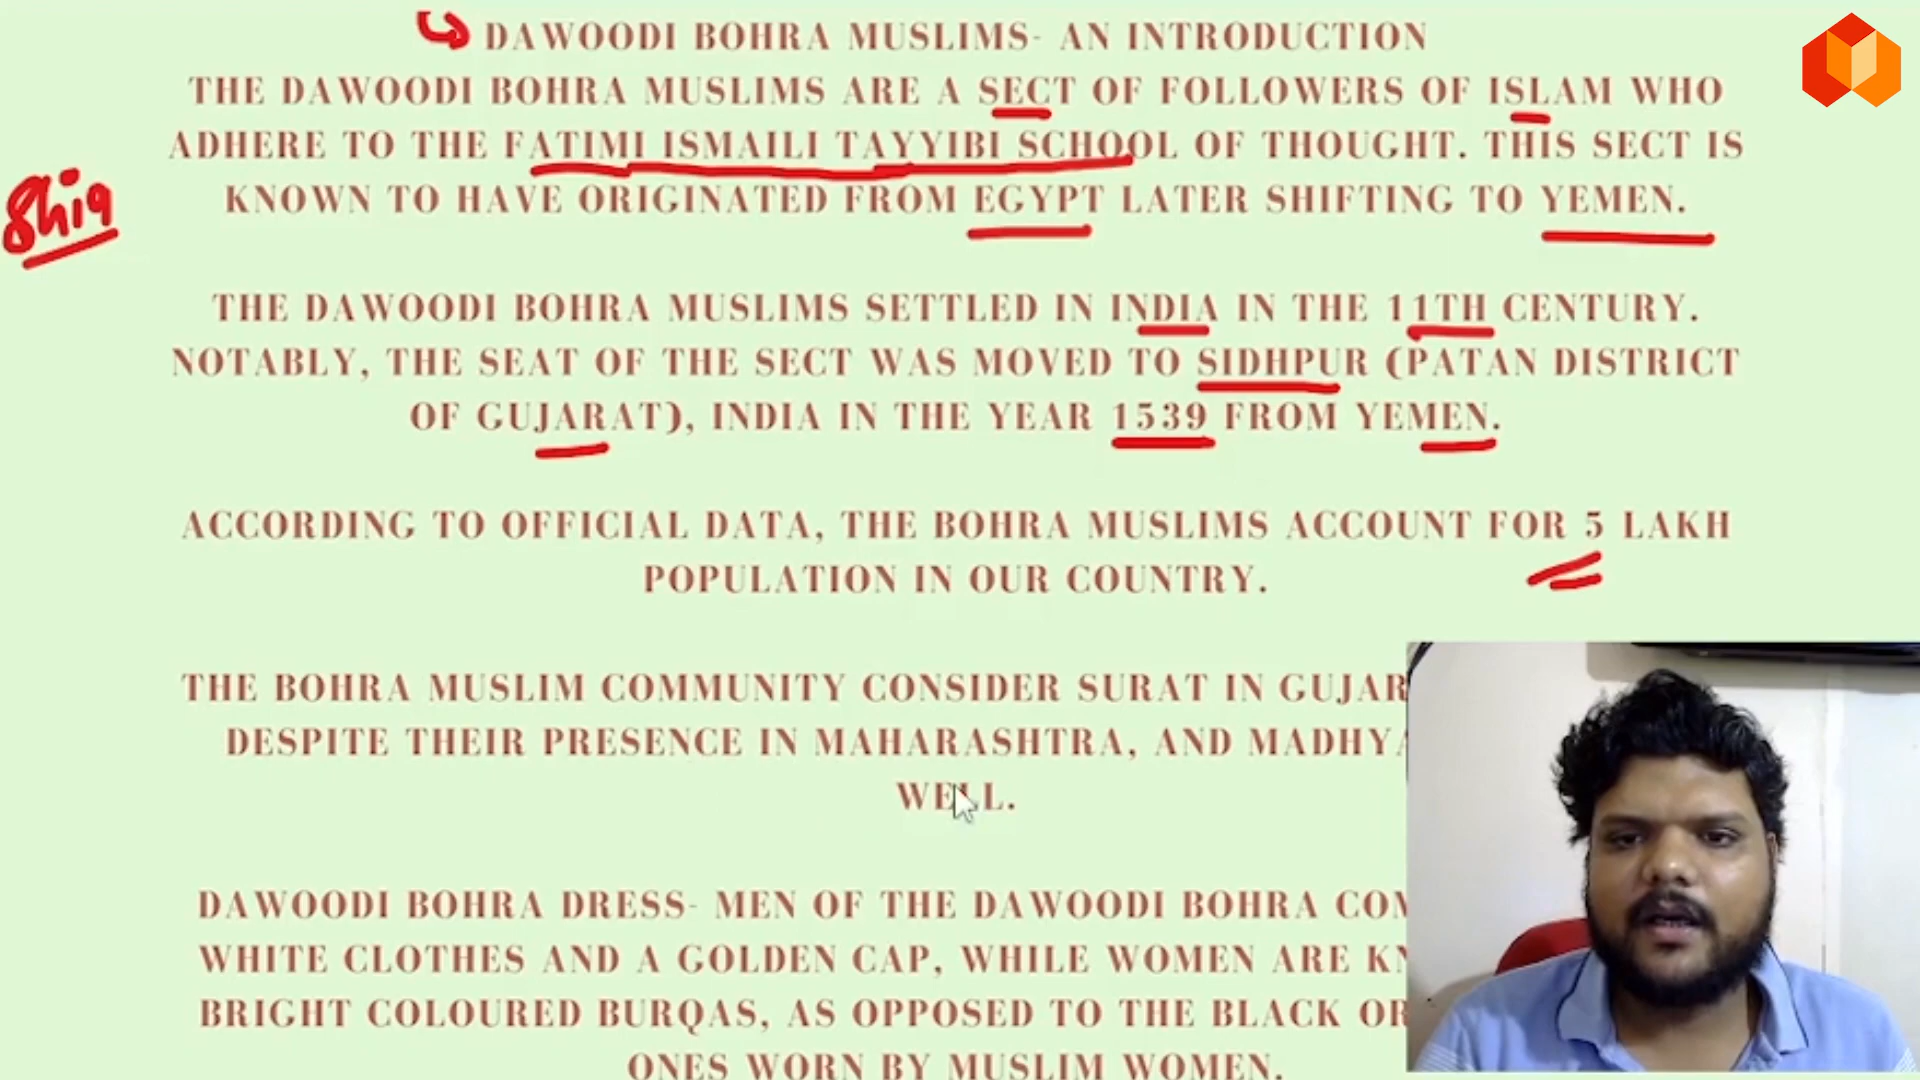 DAWOODI BOHRA MUSLIMS- AN INTRODUCTION
THE DAWOODI BOHRA MUSLIMS ARE A SECT OF FOLLOWERS OF ISLAM WHO
ADHERE TO THE FATIMI ISMAILI TAYYIBI SCHOOL OF THOUGHT. THIS SECT IS
Shia
KNOWN TO HAVE ORIGINATED FROM EGYPT LATER SHIFTING TO YEMEN.
THE DAWOODI BOHRA MUSLIMS SETTLED IN INDIA IN THE 11TH CENTURY.
NOTABLY, THE SEAT OF THE SECT WAS MOVED TO SIDHPUR (PATAN DISTRICT
OF GUJARAT), INDIA IN THE YEAR 1539 FROM YEMEN.
ACCORDING TO OFFICIAL DATA, THE BOHRA MUSLIMS ACCOUNT FOR 5 LAKH
POPULATION IN OUR COUNTRY.
THE BOHRA MUSLIM COMMUNITY CONSIDER SURAT IN GUJAR
DESPITE THEIR PRESENCE IN MAHARASHTRA, AND MADHYA
WELL.
DAWOODI BOHRA DRESS- MEN OF THE DAWOODI BOHRA COM
WHITE CLOTHES AND A GOLDEN CAP, WHILE WOMEN ARE KN
BRIGHT COLOURED BURQAS, AS OPPOSED TO THE BLACK OR
ONES WORN BY MUSLIM WOMEN.